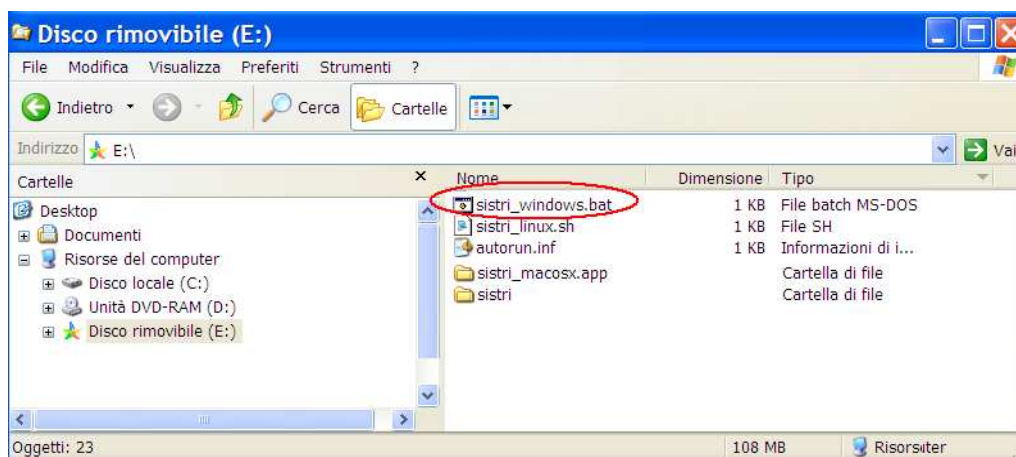 Disco rimovibile (E:)
File Modifica Visualizza Preferiti Strumenti ?
Indietro Cerca Cartelle
Indirizzo E:\ Vai
Cartelle × Nome Dimensione Tipo
Desktop
Documenti
Risorse del computer
Disco locale (C:)
Unità DVD-RAM (D:)
Disco rimovibile (E:)
sistri_windows.bat 1 KB File batch MS-DOS
sistri_linux.sh 1 KB File SH
autorun.inf 1 KB Informazioni di i...
sistri_macosx.app Cartella di file
sistri Cartella di file
Oggetti: 23 108 MB